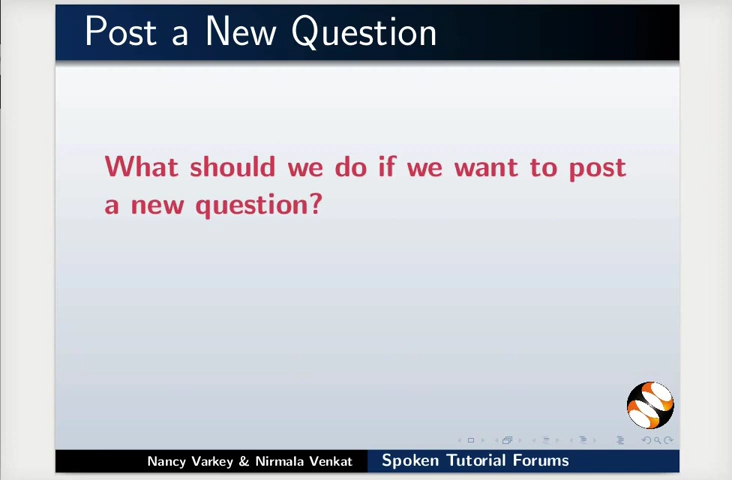 Post a New Question
What should we do if we want to post
a new question?
Nancy Varkey & Nirmala Venkat
Spoken Tutorial Forums